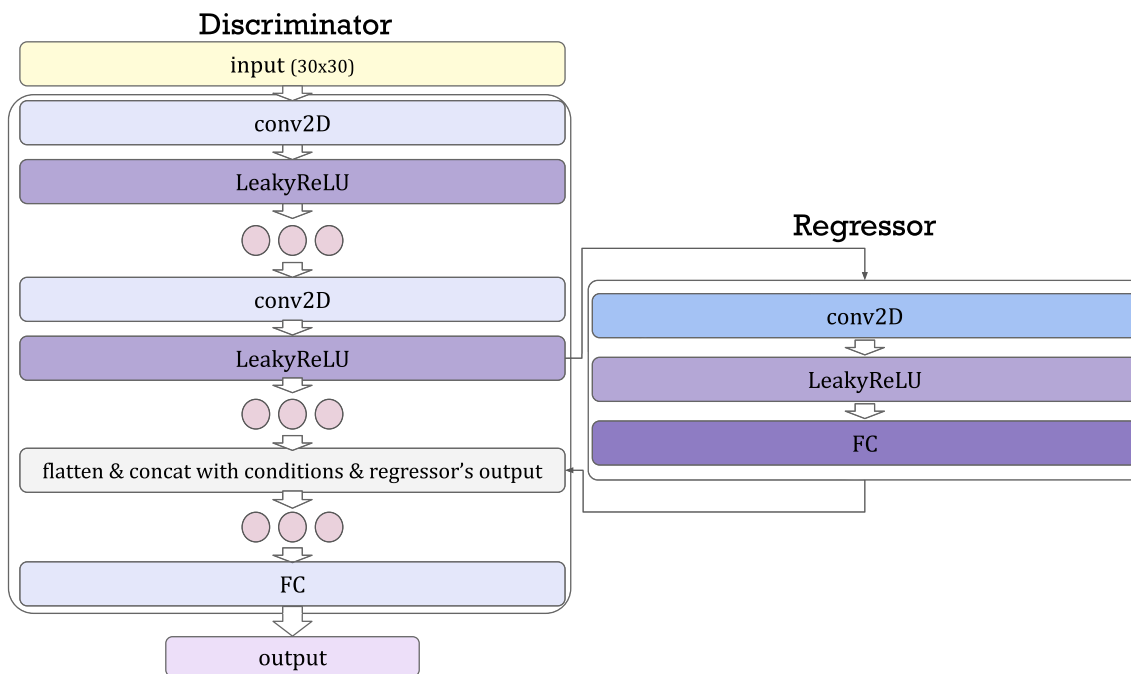 Discriminator
input (30x30)
conv2D
LeakyReLU
conv2D
LeakyReLU
flatten & concat with conditions & regressor’s output
FC
output
Regressor
conv2D
LeakyReLU
FC